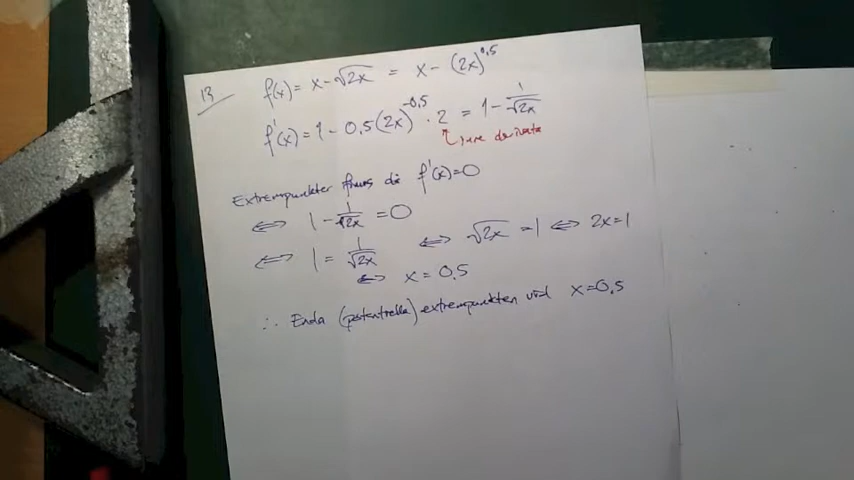 13
f(x) = x - √2x = x - (2x)^0,5
f'(x) = 1 - 0,5(2x)^-0,5 · 2 = 1 - 1/√2x
inre derivata
Extrempunkter finns då f'(x)=0
⟺ 1 - 1/√2x = 0
⟺ 1 = 1/√2x ⟺ √2x = 1 ⟺ 2x=1
⟺ x = 0,5
∴ Enda (potentiella) extrempunkten vid x=0,5